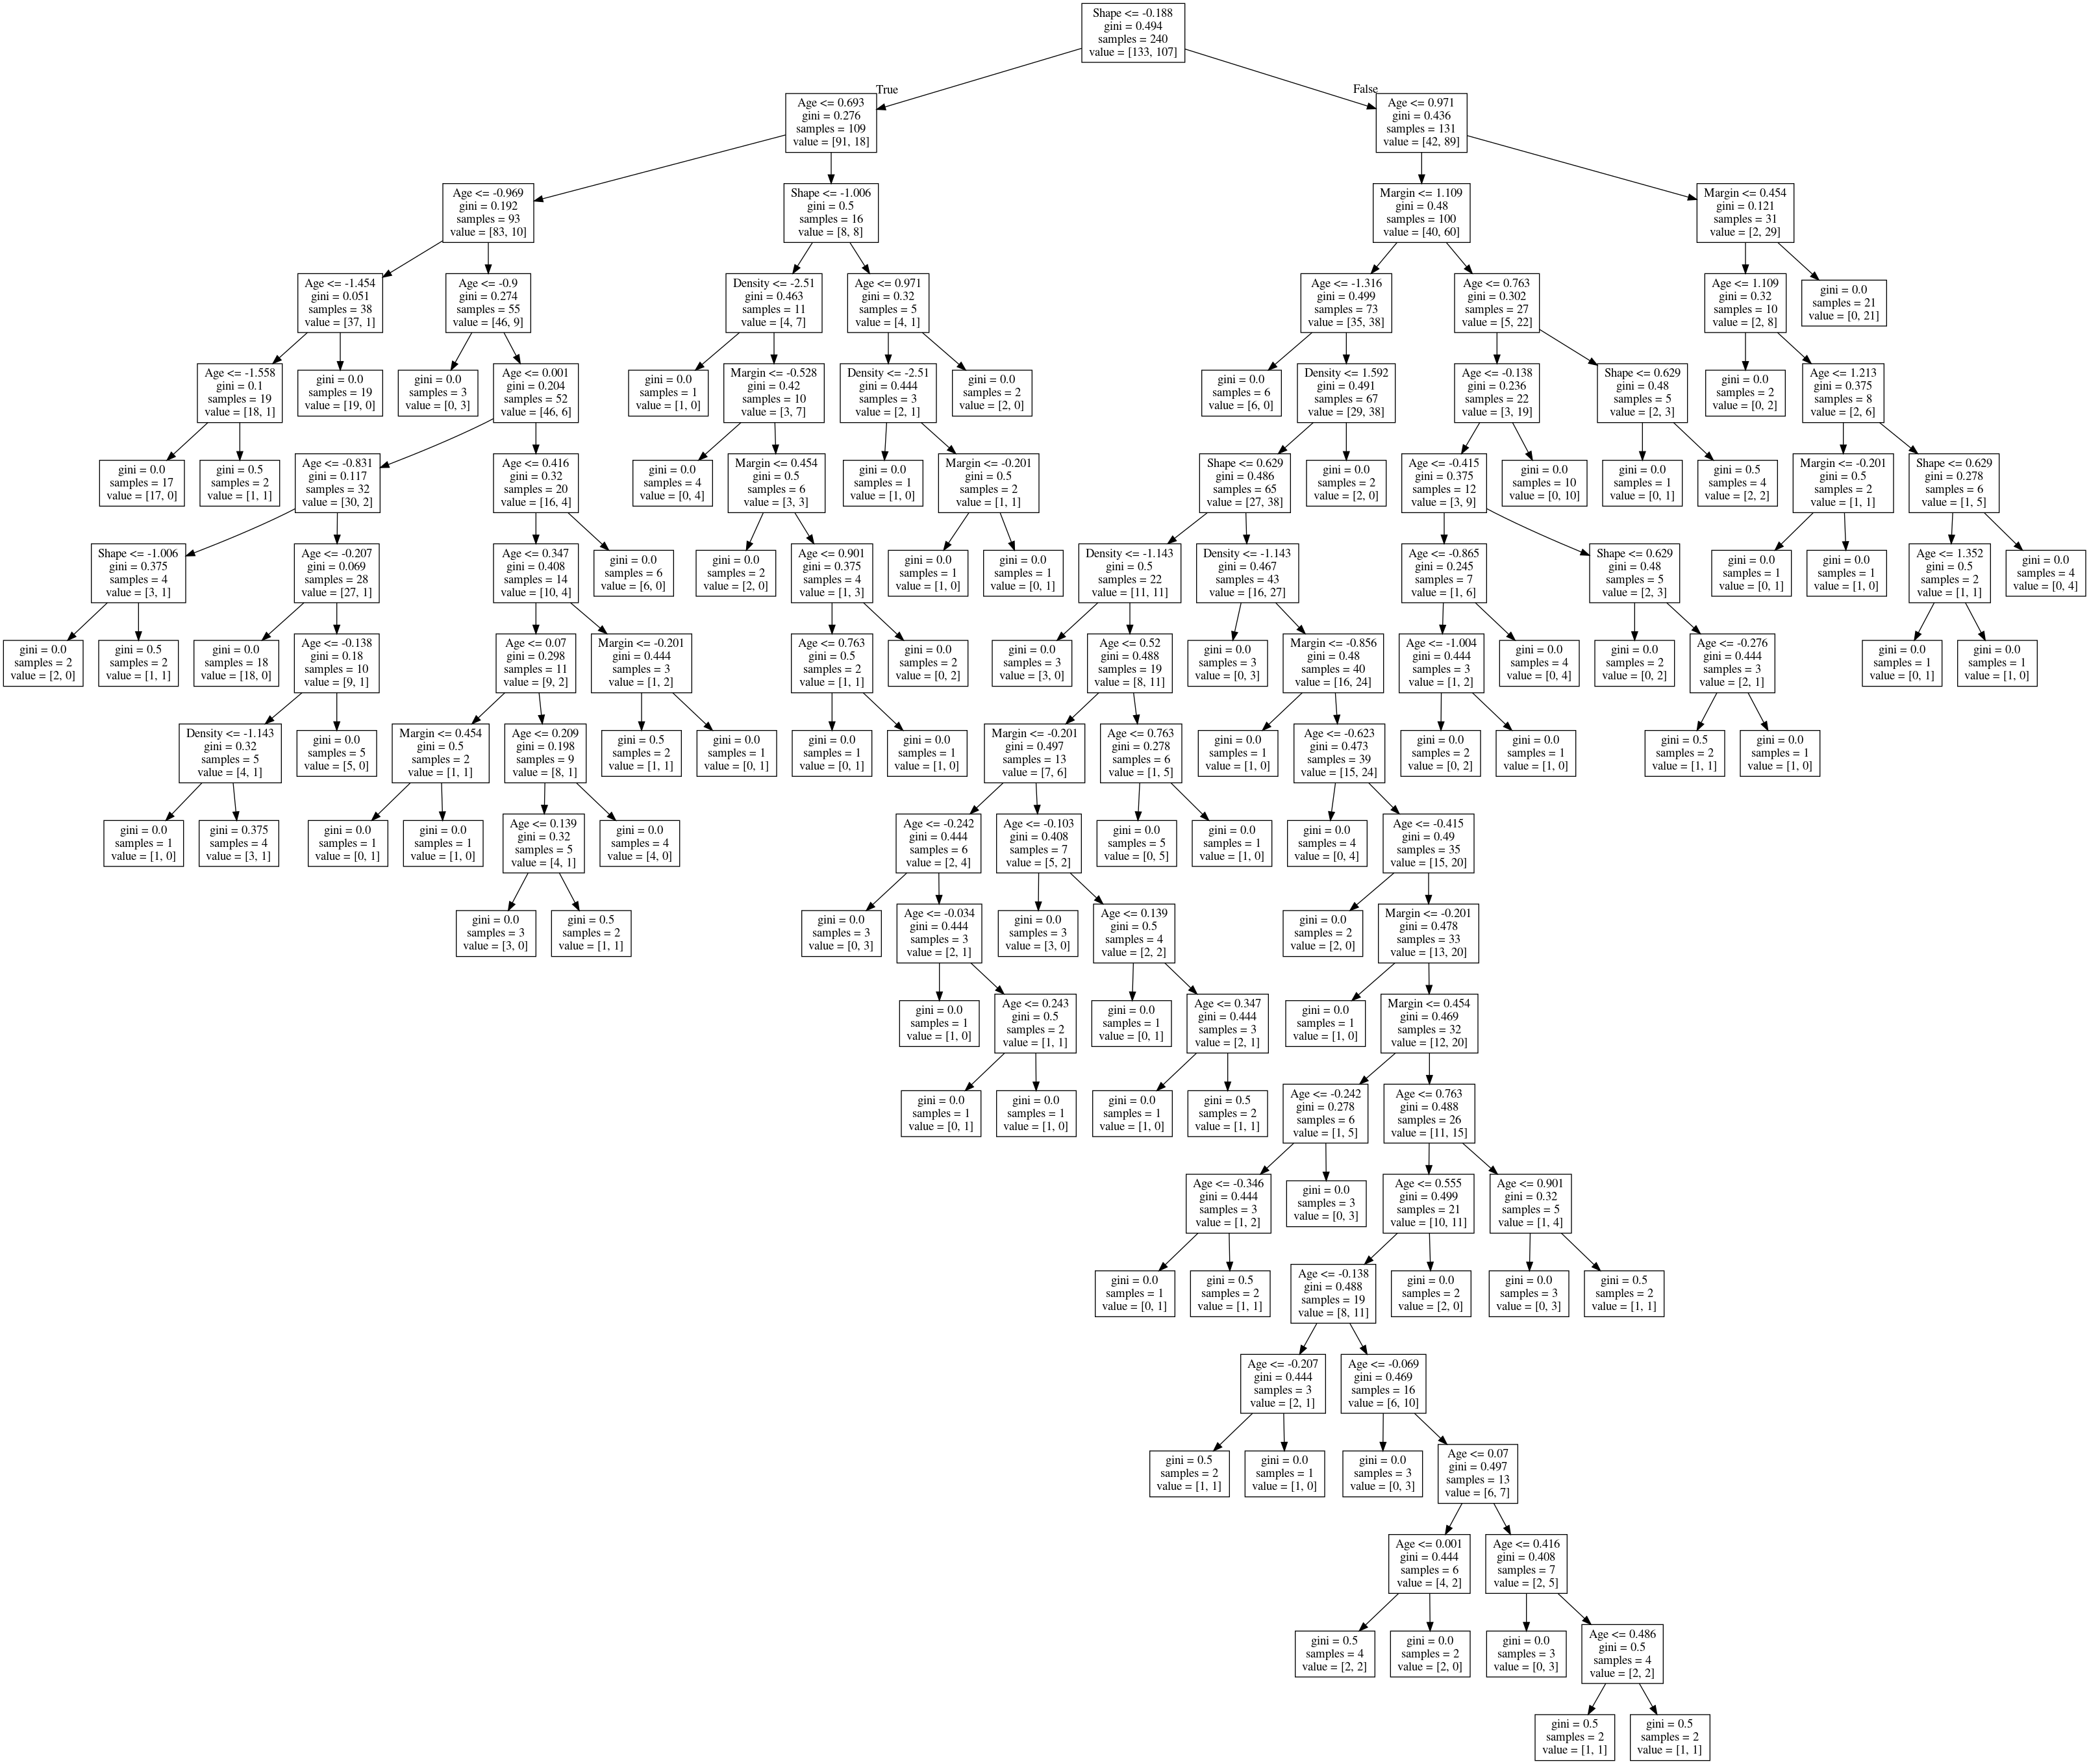 Shape <= -0.188
gini = 0.494
samples = 240
value = [133, 107]
True
False
Age <= 0.693
gini = 0.276
samples = 109
value = [91, 18]
Age <= 0.971
gini = 0.436
samples = 131
value = [42, 89]
Age <= -0.969
gini = 0.192
samples = 93
value = [83, 10]
Shape <= -1.006
gini = 0.5
samples = 16
value = [8, 8]
Margin <= 1.109
gini = 0.48
samples = 100
value = [40, 60]
Margin <= 0.454
gini = 0.121
samples = 31
value = [2, 29]
Age <= -1.454
gini = 0.051
samples = 38
value = [37, 1]
Age <= -0.9
gini = 0.274
samples = 55
value = [46, 9]
Density <= -2.51
gini = 0.463
samples = 11
value = [4, 7]
Age <= 0.971
gini = 0.32
samples = 5
value = [4, 1]
Age <= -1.316
gini = 0.499
samples = 73
value = [35, 38]
Age <= 0.763
gini = 0.302
samples = 27
value = [5, 22]
Age <= 1.109
gini = 0.32
samples = 10
value = [2, 8]
gini = 0.0
samples = 21
value = [0, 21]
Age <= -1.558
gini = 0.1
samples = 19
value = [18, 1]
gini = 0.0
samples = 19
value = [19, 0]
gini = 0.0
samples = 3
value = [0, 3]
Age <= 0.001
gini = 0.204
samples = 52
value = [46, 6]
gini = 0.0
samples = 1
value = [1, 0]
Margin <= -0.528
gini = 0.42
samples = 10
value = [3, 7]
Density <= -2.51
gini = 0.444
samples = 3
value = [2, 1]
gini = 0.0
samples = 2
value = [2, 0]
gini = 0.0
samples = 6
value = [6, 0]
Density <= 1.592
gini = 0.491
samples = 67
value = [29, 38]
Age <= -0.138
gini = 0.236
samples = 22
value = [3, 19]
Shape <= 0.629
gini = 0.48
samples = 5
value = [2, 3]
gini = 0.0
samples = 2
value = [0, 2]
Age <= 1.213
gini = 0.375
samples = 8
value = [2, 6]
gini = 0.0
samples = 17
value = [17, 0]
gini = 0.5
samples = 2
value = [1, 1]
Age <= -0.831
gini = 0.117
samples = 32
value = [30, 2]
Age <= 0.416
gini = 0.32
samples = 20
value = [16, 4]
gini = 0.0
samples = 4
value = [0, 4]
Margin <= 0.454
gini = 0.5
samples = 6
value = [3, 3]
gini = 0.0
samples = 1
value = [1, 0]
Margin <= -0.201
gini = 0.5
samples = 2
value = [1, 1]
Shape <= 0.629
gini = 0.486
samples = 65
value = [27, 38]
gini = 0.0
samples = 2
value = [2, 0]
Age <= -0.415
gini = 0.375
samples = 12
value = [3, 9]
gini = 0.0
samples = 10
value = [0, 10]
gini = 0.0
samples = 1
value = [0, 1]
gini = 0.5
samples = 4
value = [2, 2]
Margin <= -0.201
gini = 0.5
samples = 2
value = [1, 1]
Shape <= 0.629
gini = 0.278
samples = 6
value = [1, 5]
Shape <= -1.006
gini = 0.375
samples = 4
value = [3, 1]
Age <= -0.207
gini = 0.069
samples = 28
value = [27, 1]
Age <= 0.347
gini = 0.408
samples = 14
value = [10, 4]
gini = 0.0
samples = 6
value = [6, 0]
gini = 0.0
samples = 2
value = [2, 0]
Age <= 0.901
gini = 0.375
samples = 4
value = [1, 3]
gini = 0.0
samples = 1
value = [1, 0]
gini = 0.0
samples = 1
value = [0, 1]
Density <= -1.143
gini = 0.5
samples = 22
value = [11, 11]
Density <= -1.143
gini = 0.467
samples = 43
value = [16, 27]
Age <= -0.865
gini = 0.245
samples = 7
value = [1, 6]
Shape <= 0.629
gini = 0.48
samples = 5
value = [2, 3]
gini = 0.0
samples = 1
value = [0, 1]
gini = 0.0
samples = 1
value = [1, 0]
Age <= 1.352
gini = 0.5
samples = 2
value = [1, 1]
gini = 0.0
samples = 4
value = [0, 4]
gini = 0.0
samples = 2
value = [2, 0]
gini = 0.5
samples = 2
value = [1, 1]
gini = 0.0
samples = 18
value = [18, 0]
Age <= -0.138
gini = 0.18
samples = 10
value = [9, 1]
Age <= 0.07
gini = 0.298
samples = 11
value = [9, 2]
Margin <= -0.201
gini = 0.444
samples = 3
value = [1, 2]
Age <= 0.763
gini = 0.5
samples = 2
value = [1, 1]
gini = 0.0
samples = 2
value = [0, 2]
gini = 0.0
samples = 3
value = [3, 0]
Age <= 0.52
gini = 0.488
samples = 19
value = [8, 11]
gini = 0.0
samples = 3
value = [0, 3]
Margin <= -0.856
gini = 0.48
samples = 40
value = [16, 24]
Age <= -1.004
gini = 0.444
samples = 3
value = [1, 2]
gini = 0.0
samples = 4
value = [0, 4]
gini = 0.0
samples = 2
value = [0, 2]
Age <= -0.276
gini = 0.444
samples = 3
value = [2, 1]
gini = 0.0
samples = 1
value = [0, 1]
gini = 0.0
samples = 1
value = [1, 0]
Density <= -1.143
gini = 0.32
samples = 5
value = [4, 1]
gini = 0.0
samples = 5
value = [5, 0]
Margin <= 0.454
gini = 0.5
samples = 2
value = [1, 1]
Age <= 0.209
gini = 0.198
samples = 9
value = [8, 1]
gini = 0.5
samples = 2
value = [1, 1]
gini = 0.0
samples = 1
value = [0, 1]
gini = 0.0
samples = 1
value = [0, 1]
gini = 0.0
samples = 1
value = [1, 0]
Margin <= -0.201
gini = 0.497
samples = 13
value = [7, 6]
Age <= 0.763
gini = 0.278
samples = 6
value = [1, 5]
gini = 0.0
samples = 1
value = [1, 0]
Age <= -0.623
gini = 0.473
samples = 39
value = [15, 24]
gini = 0.0
samples = 2
value = [0, 2]
gini = 0.0
samples = 1
value = [1, 0]
gini = 0.5
samples = 2
value = [1, 1]
gini = 0.0
samples = 1
value = [1, 0]
gini = 0.0
samples = 1
value = [1, 0]
gini = 0.375
samples = 4
value = [3, 1]
gini = 0.0
samples = 1
value = [0, 1]
gini = 0.0
samples = 1
value = [1, 0]
Age <= 0.139
gini = 0.32
samples = 5
value = [4, 1]
gini = 0.0
samples = 4
value = [4, 0]
Age <= -0.242
gini = 0.444
samples = 6
value = [2, 4]
Age <= -0.103
gini = 0.408
samples = 7
value = [5, 2]
gini = 0.0
samples = 5
value = [0, 5]
gini = 0.0
samples = 1
value = [1, 0]
gini = 0.0
samples = 4
value = [0, 4]
Age <= -0.415
gini = 0.49
samples = 35
value = [15, 20]
gini = 0.0
samples = 3
value = [3, 0]
gini = 0.5
samples = 2
value = [1, 1]
gini = 0.0
samples = 3
value = [0, 3]
Age <= -0.034
gini = 0.444
samples = 3
value = [2, 1]
gini = 0.0
samples = 3
value = [3, 0]
Age <= 0.139
gini = 0.5
samples = 4
value = [2, 2]
gini = 0.0
samples = 2
value = [2, 0]
Margin <= -0.201
gini = 0.478
samples = 33
value = [13, 20]
gini = 0.0
samples = 1
value = [1, 0]
Age <= 0.243
gini = 0.5
samples = 2
value = [1, 1]
gini = 0.0
samples = 1
value = [0, 1]
Age <= 0.347
gini = 0.444
samples = 3
value = [2, 1]
gini = 0.0
samples = 1
value = [1, 0]
Margin <= 0.454
gini = 0.469
samples = 32
value = [12, 20]
gini = 0.0
samples = 1
value = [0, 1]
gini = 0.0
samples = 1
value = [1, 0]
gini = 0.0
samples = 1
value = [1, 0]
gini = 0.5
samples = 2
value = [1, 1]
Age <= -0.242
gini = 0.278
samples = 6
value = [1, 5]
Age <= 0.763
gini = 0.488
samples = 26
value = [11, 15]
Age <= -0.346
gini = 0.444
samples = 3
value = [1, 2]
gini = 0.0
samples = 3
value = [0, 3]
Age <= 0.555
gini = 0.499
samples = 21
value = [10, 11]
Age <= 0.901
gini = 0.32
samples = 5
value = [1, 4]
gini = 0.0
samples = 1
value = [0, 1]
gini = 0.5
samples = 2
value = [1, 1]
Age <= -0.138
gini = 0.488
samples = 19
value = [8, 11]
gini = 0.0
samples = 2
value = [2, 0]
gini = 0.0
samples = 3
value = [0, 3]
gini = 0.5
samples = 2
value = [1, 1]
Age <= -0.207
gini = 0.444
samples = 3
value = [2, 1]
Age <= -0.069
gini = 0.469
samples = 16
value = [6, 10]
gini = 0.5
samples = 2
value = [1, 1]
gini = 0.0
samples = 1
value = [1, 0]
gini = 0.0
samples = 3
value = [0, 3]
Age <= 0.07
gini = 0.497
samples = 13
value = [6, 7]
Age <= 0.001
gini = 0.444
samples = 6
value = [4, 2]
Age <= 0.416
gini = 0.408
samples = 7
value = [2, 5]
gini = 0.5
samples = 4
value = [2, 2]
gini = 0.0
samples = 2
value = [2, 0]
gini = 0.0
samples = 3
value = [0, 3]
Age <= 0.486
gini = 0.5
samples = 4
value = [2, 2]
gini = 0.5
samples = 2
value = [1, 1]
gini = 0.5
samples = 2
value = [1, 1]